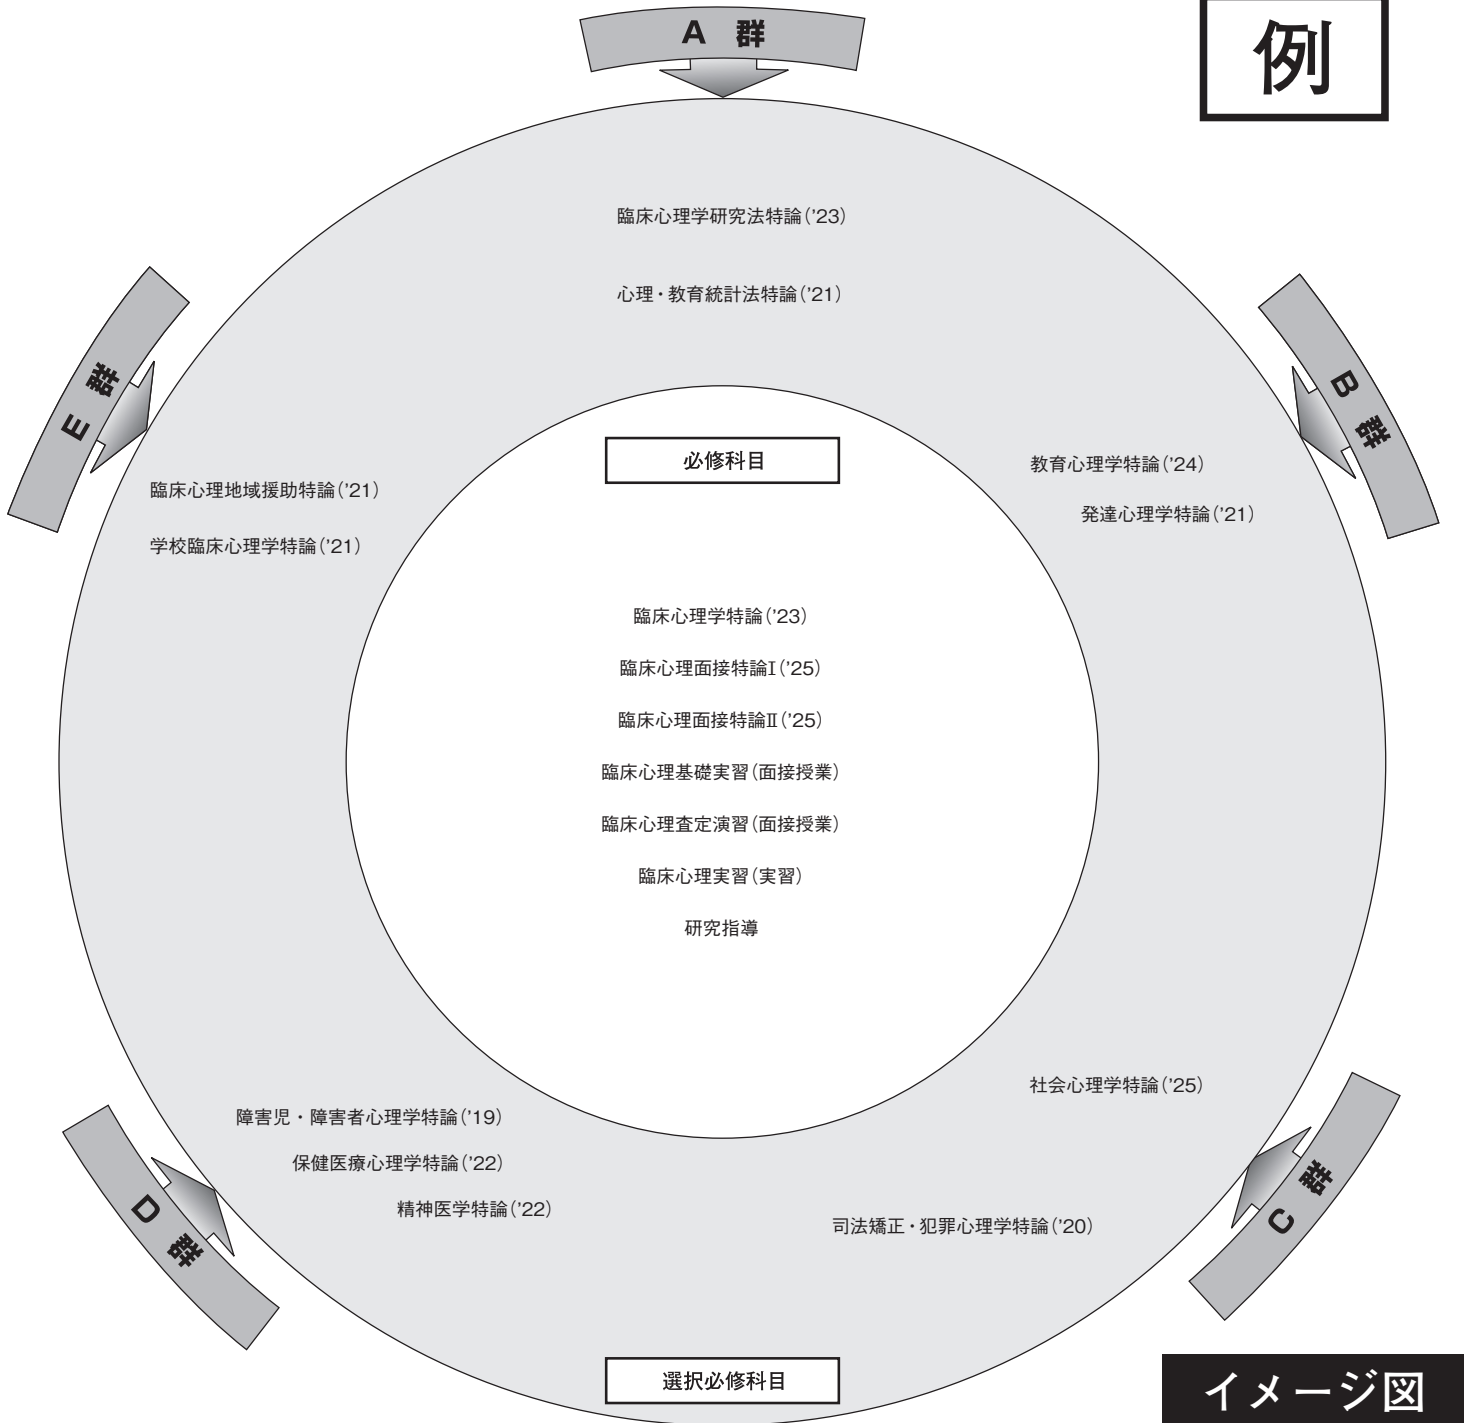 A 群
例
臨床心理学研究法特論('23)
心理・教育統計法特論('21)
E 群
臨床心理地域援助特論('21)
学校臨床心理学特論('21)
B 群
教育心理学特論('24)
発達心理学特論('21)
必修科目
臨床心理学特論('23)
臨床心理面接特論Ⅰ('25)
臨床心理面接特論Ⅱ('25)
臨床心理基礎実習(面接授業)
臨床心理査定演習(面接授業)
臨床心理実習(実習)
研究指導
D 群
障害児・障害者心理学特論('19)
保健医療心理学特論('22)
精神医学特論('22)
C 群
社会心理学特論('25)
司法矯正・犯罪心理学特論('20)
選択必修科目
イメージ図